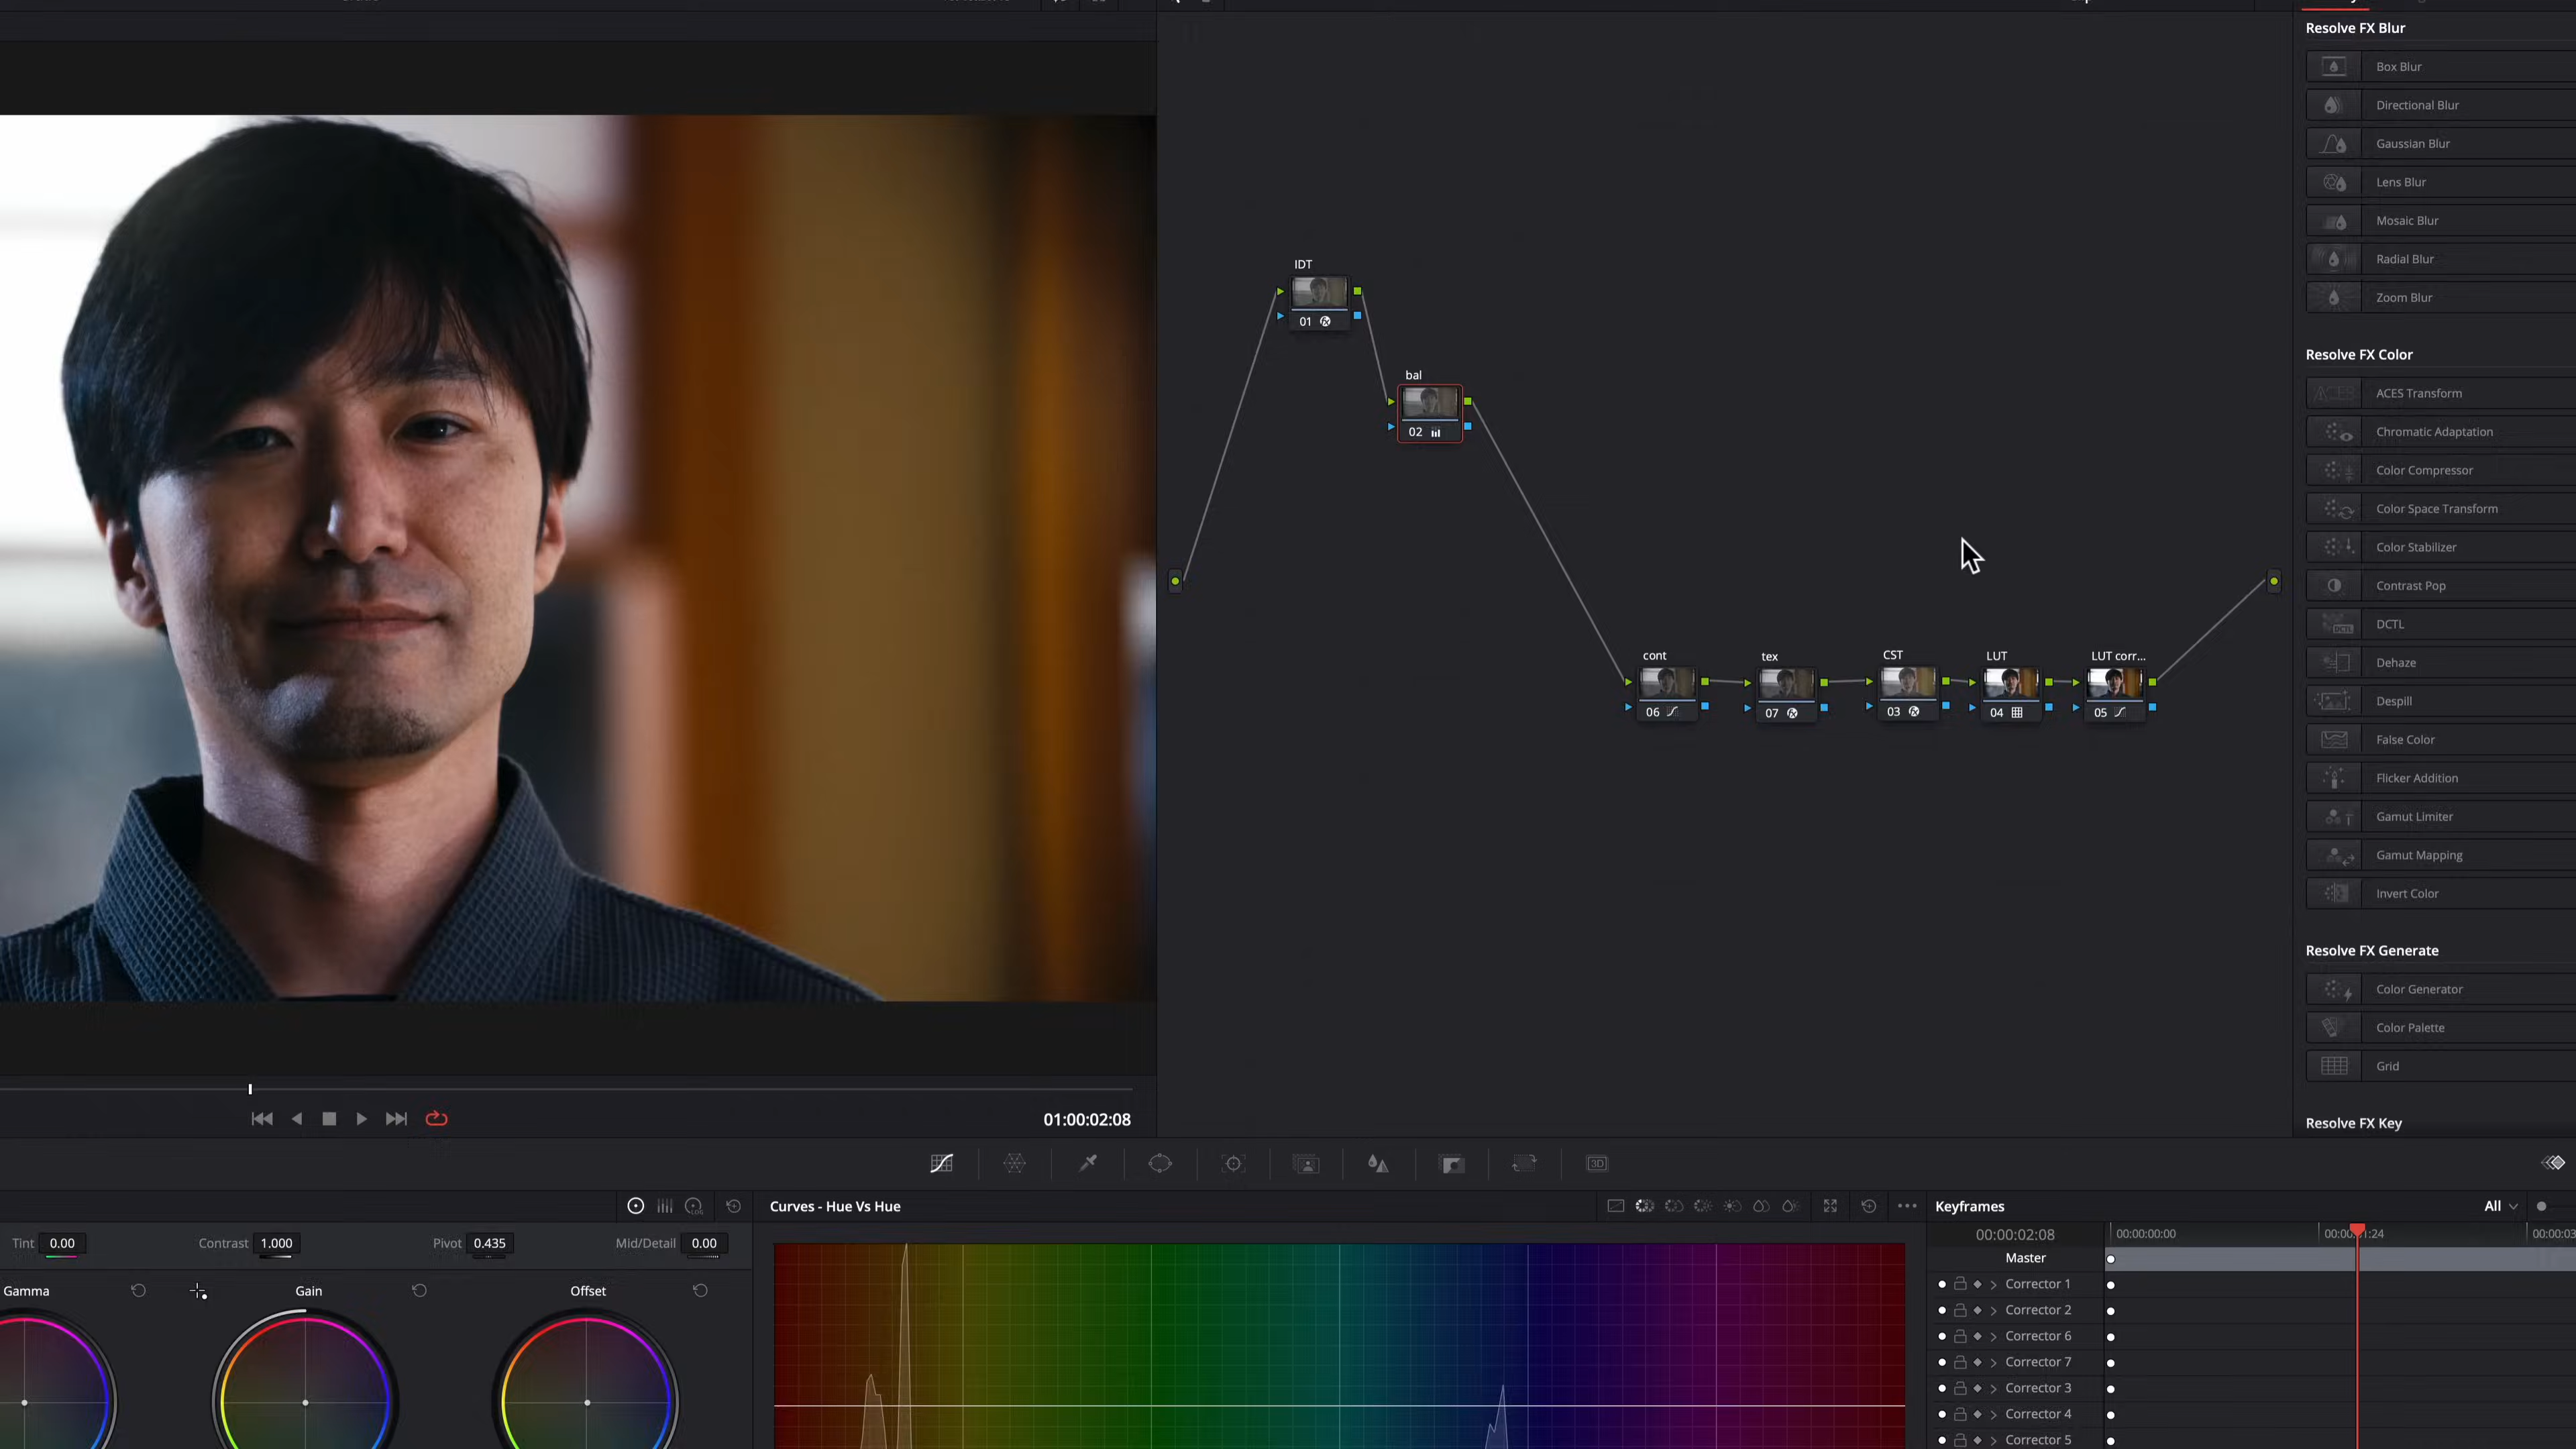 Resolve FX Blur
Box Blur
Directional Blur
Gaussian Blur
Lens Blur
Mosaic Blur
Radial Blur
Zoom Blur
Resolve FX Color
ACES Transform
Chromatic Adaptation
Color Compressor
Color Space Transform
Color Stabilizer
Contrast Pop
DCTL
Dehaze
Despill
False Color
Flicker Addition
Gamut Limiter
Gamut Mapping
Invert Color
Resolve FX Generate
Color Generator
Color Palette
Grid
Resolve FX Key
IDT
01
bal
02
cont
06
tex
07
CST
03
LUT
04
LUT corr...
05
01:00:02:08
3D
Tint 0.00
Contrast 1.000
Pivot 0.435
Mid/Detail 0.00
Gamma
Gain
Offset
Curves - Hue Vs Hue
Keyframes
All
00:00:02:08
00:00:00:00
Master
Corrector 1
Corrector 2
Corrector 6
Corrector 7
Corrector 3
Corrector 4
Corrector 5